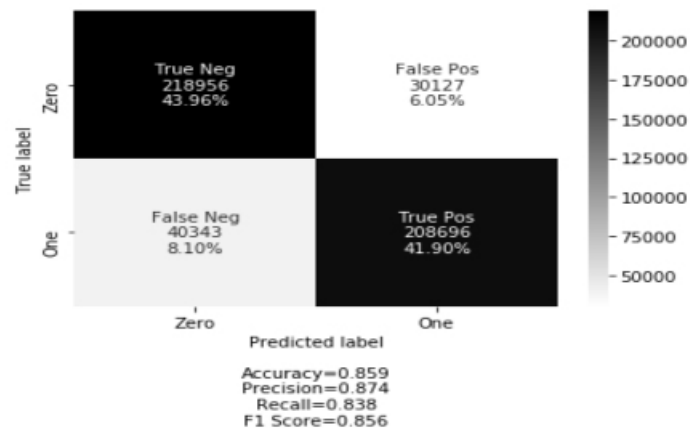 True Neg
218956
43.96%
False Pos
30127
6.05%
False Neg
40343
8.10%
True Pos
208696
41.90%
True label
Zero
One
Zero
One
Predicted label
Accuracy=0.859
Precision=0.874
Recall=0.838
F1 Score=0.856
200000
175000
150000
125000
100000
75000
50000